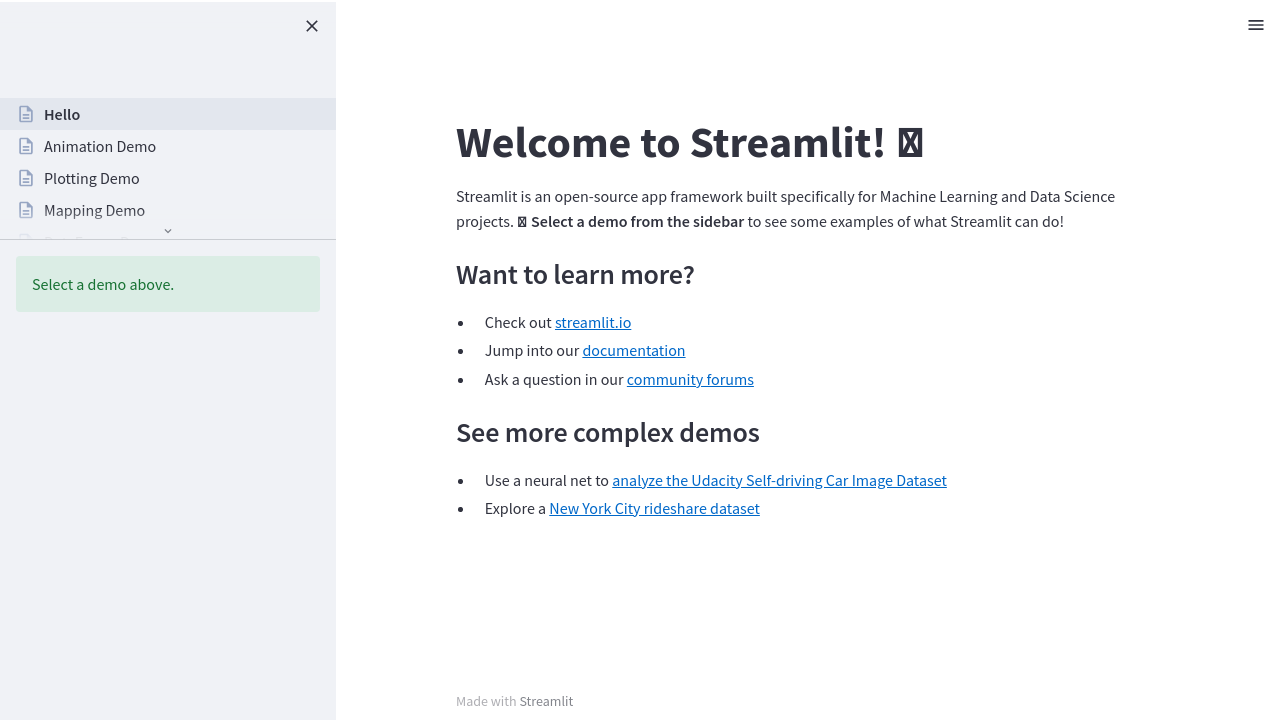 Hello
Animation Demo
Plotting Demo
Mapping Demo
Select a demo above.
Welcome to Streamlit!
Streamlit is an open-source app framework built specifically for Machine Learning and Data Science
projects. Select a demo from the sidebar to see some examples of what Streamlit can do!
Want to learn more?
Check out streamlit.io
Jump into our documentation
Ask a question in our community forums
See more complex demos
Use a neural net to analyze the Udacity Self-driving Car Image Dataset
Explore a New York City rideshare dataset
Made with Streamlit